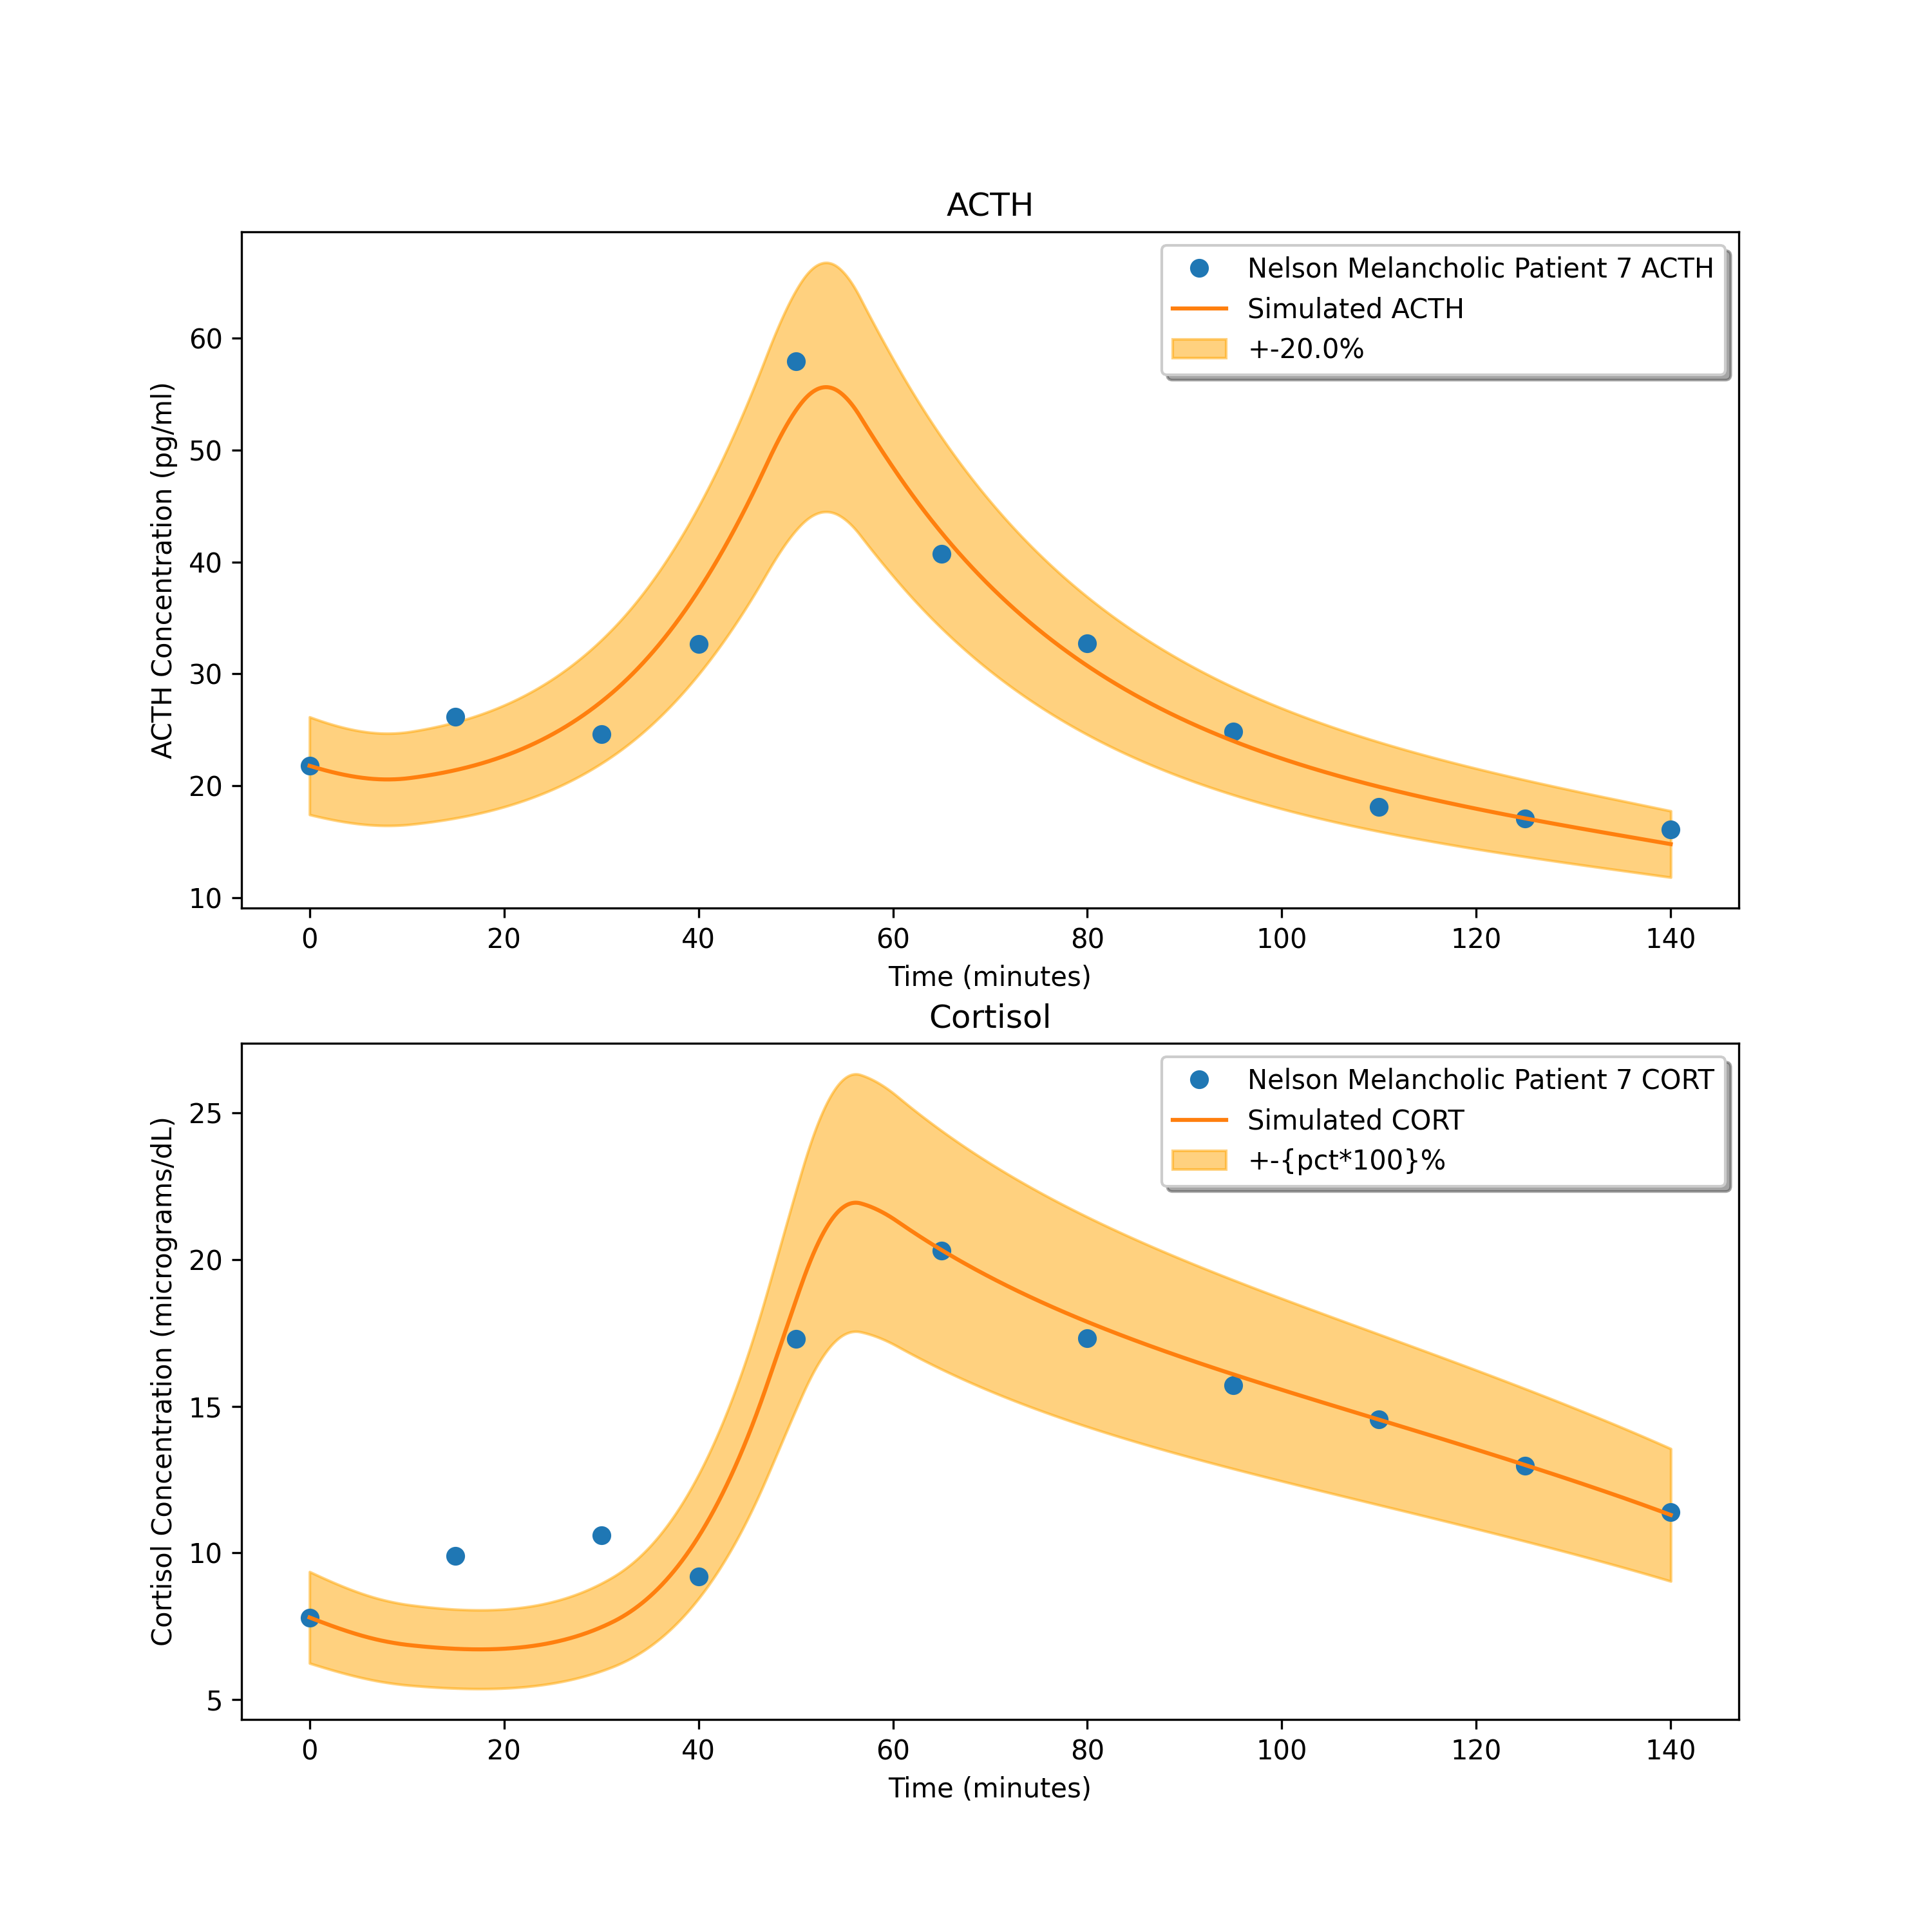 ACTH
Nelson Melancholic Patient 7 ACTH
Simulated ACTH
+-20.0%
ACTH Concentration (pg/ml)
60
50
40
30
20
10
0 20 40 60 80 100 120 140
Time (minutes)
Cortisol
Nelson Melancholic Patient 7 CORT
Simulated CORT
+-{pct*100}%
Cortisol Concentration (micrograms/dL)
25
20
15
10
5
0 20 40 60 80 100 120 140
Time (minutes)